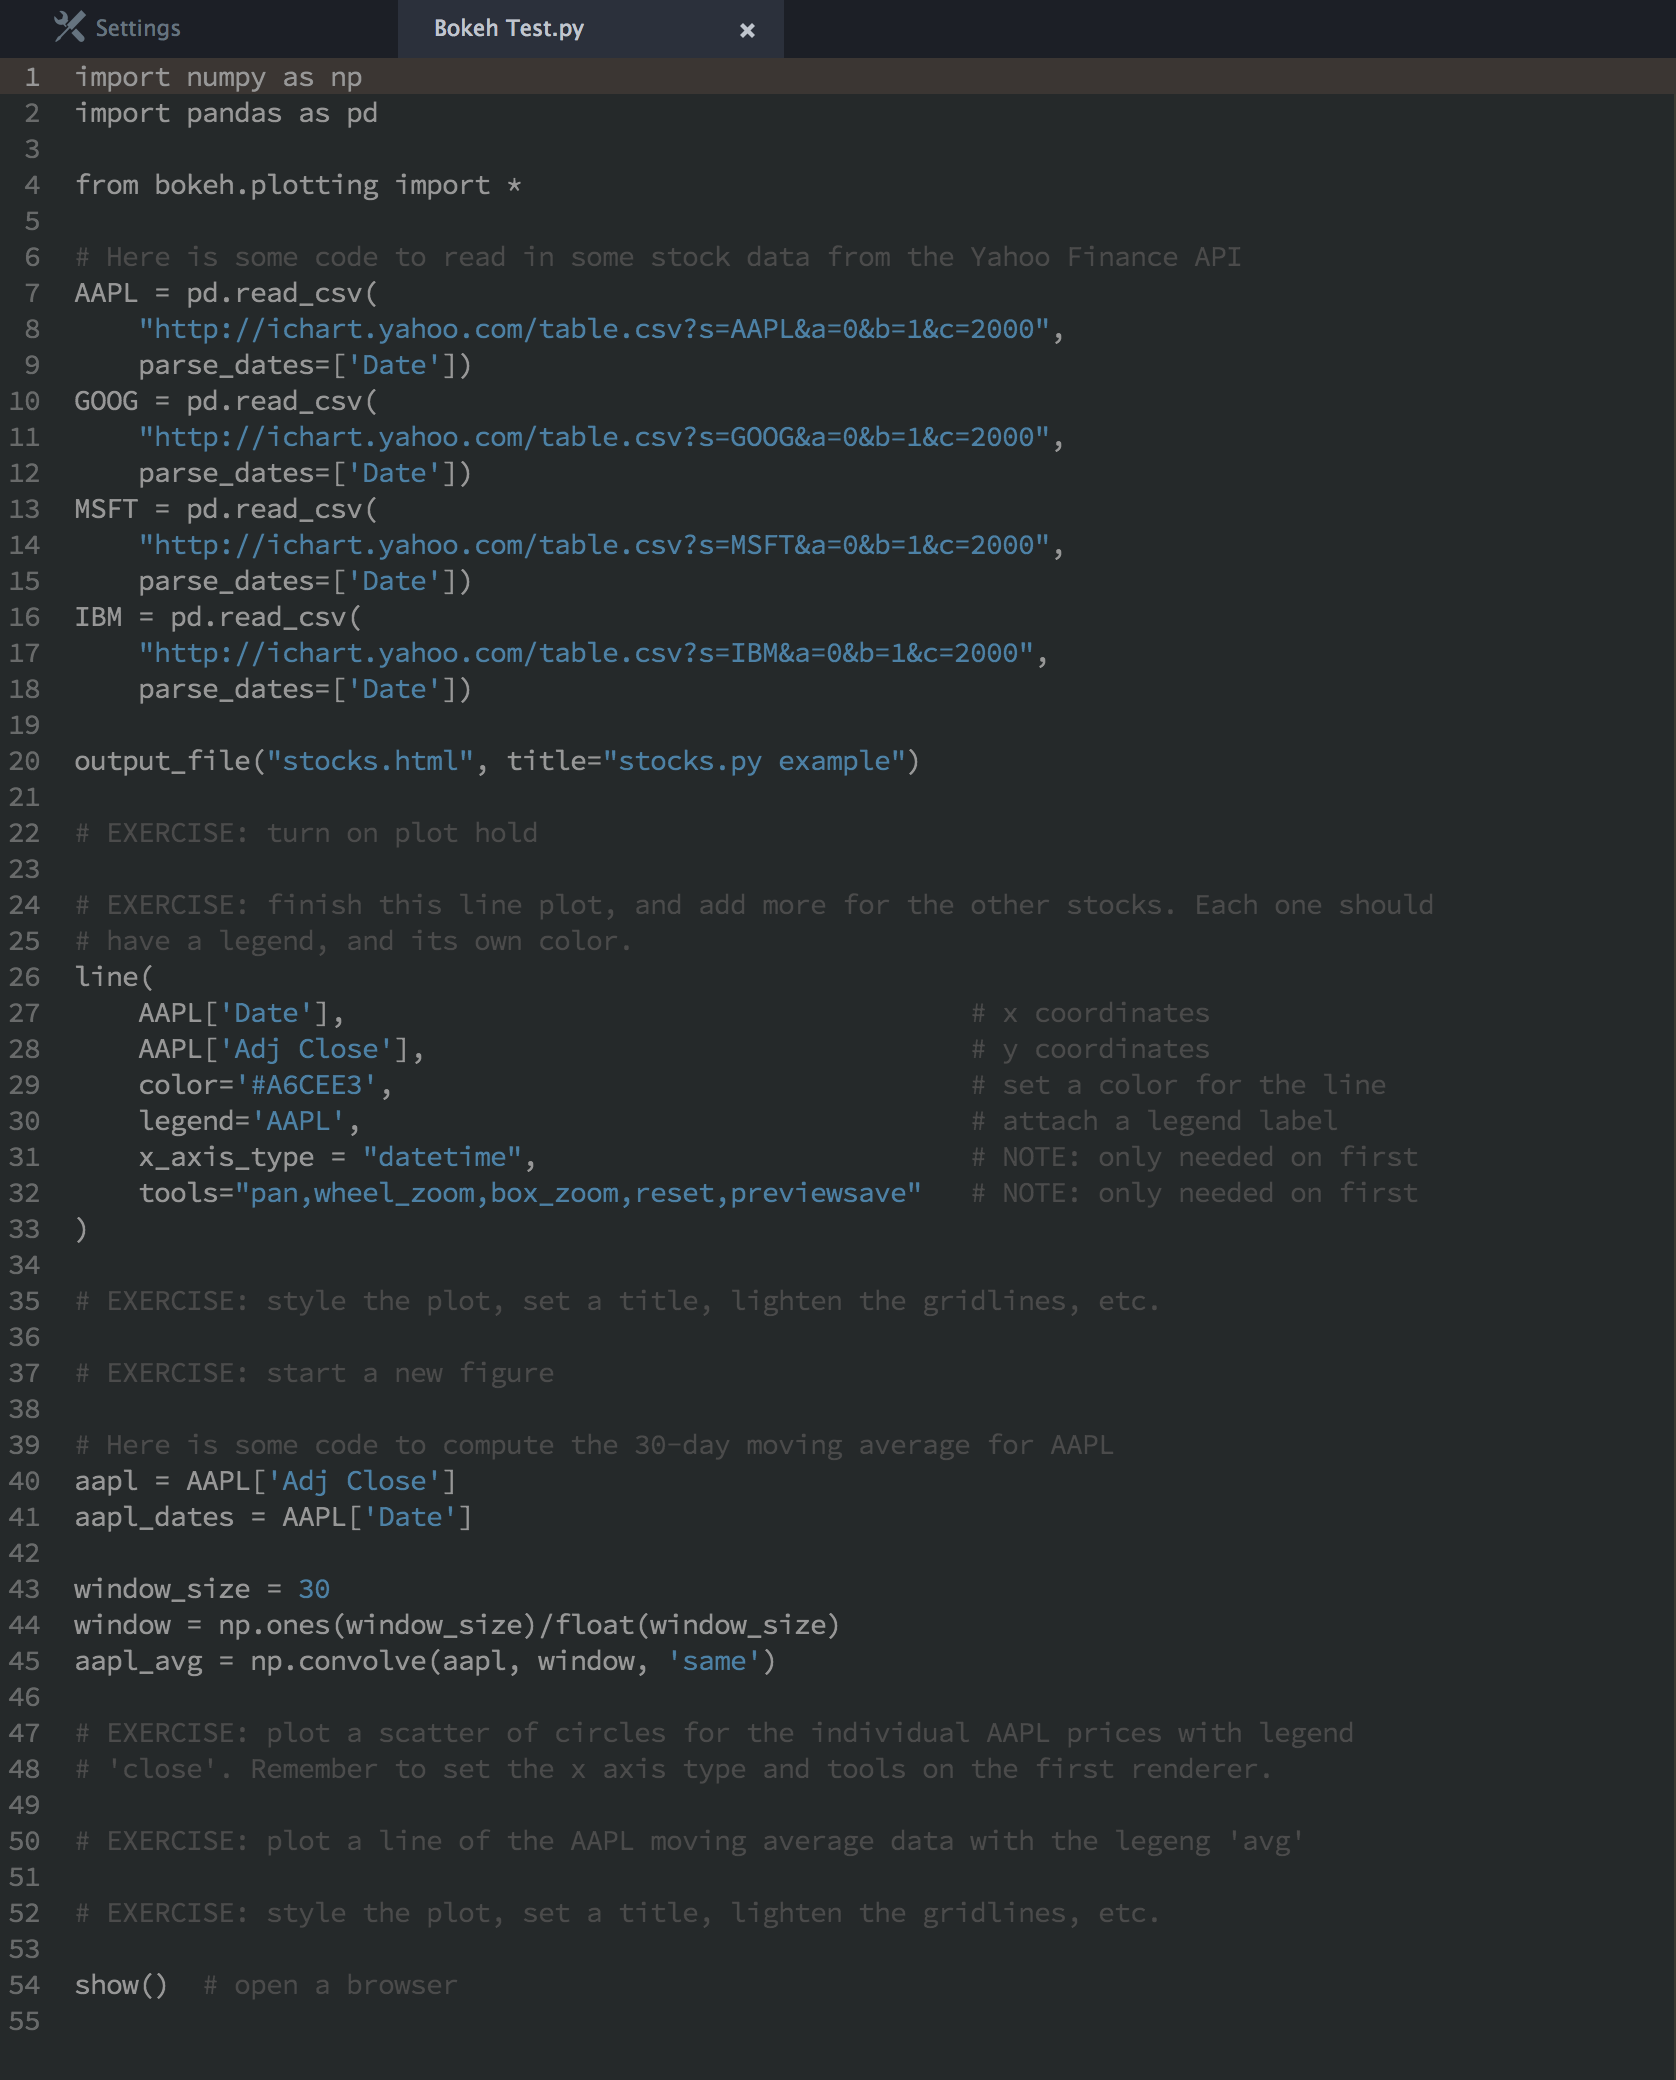 Settings
Bokeh Test.py
1 import numpy as np
2 import pandas as pd
3
4 from bokeh.plotting import *
5
6 # Here is some code to read in some stock data from the Yahoo Finance API
7 AAPL = pd.read_csv(
8     "http://ichart.yahoo.com/table.csv?s=AAPL&a=0&b=1&c=2000",
9     parse_dates=['Date'])
10 GOOG = pd.read_csv(
11     "http://ichart.yahoo.com/table.csv?s=GOOG&a=0&b=1&c=2000",
12     parse_dates=['Date'])
13 MSFT = pd.read_csv(
14     "http://ichart.yahoo.com/table.csv?s=MSFT&a=0&b=1&c=2000",
15     parse_dates=['Date'])
16 IBM = pd.read_csv(
17     "http://ichart.yahoo.com/table.csv?s=IBM&a=0&b=1&c=2000",
18     parse_dates=['Date'])
19
20 output_file("stocks.html", title="stocks.py example")
21
22 # EXERCISE: turn on plot hold
23
24 # EXERCISE: finish this line plot, and add more for the other stocks. Each one should
25 # have a legend, and its own color.
26 line(
27     AAPL['Date'],                                       # x coordinates
28     AAPL['Adj Close'],                                  # y coordinates
29     color='#A6CEE3',                                    # set a color for the line
30     legend='AAPL',                                      # attach a legend label
31     x_axis_type = "datetime",                           # NOTE: only needed on first
32     tools="pan,wheel_zoom,box_zoom,reset,previewsave"   # NOTE: only needed on first
33 )
34
35 # EXERCISE: style the plot, set a title, lighten the gridlines, etc.
36
37 # EXERCISE: start a new figure
38
39 # Here is some code to compute the 30-day moving average for AAPL
40 aapl = AAPL['Adj Close']
41 aapl_dates = AAPL['Date']
42
43 window_size = 30
44 window = np.ones(window_size)/float(window_size)
45 aapl_avg = np.convolve(aapl, window, 'same')
46
47 # EXERCISE: plot a scatter of circles for the individual AAPL prices with legend
48 # 'close'. Remember to set the x axis type and tools on the first renderer.
49
50 # EXERCISE: plot a line of the AAPL moving average data with the legeng 'avg'
51
52 # EXERCISE: style the plot, set a title, lighten the gridlines, etc.
53
54 show()  # open a browser
55